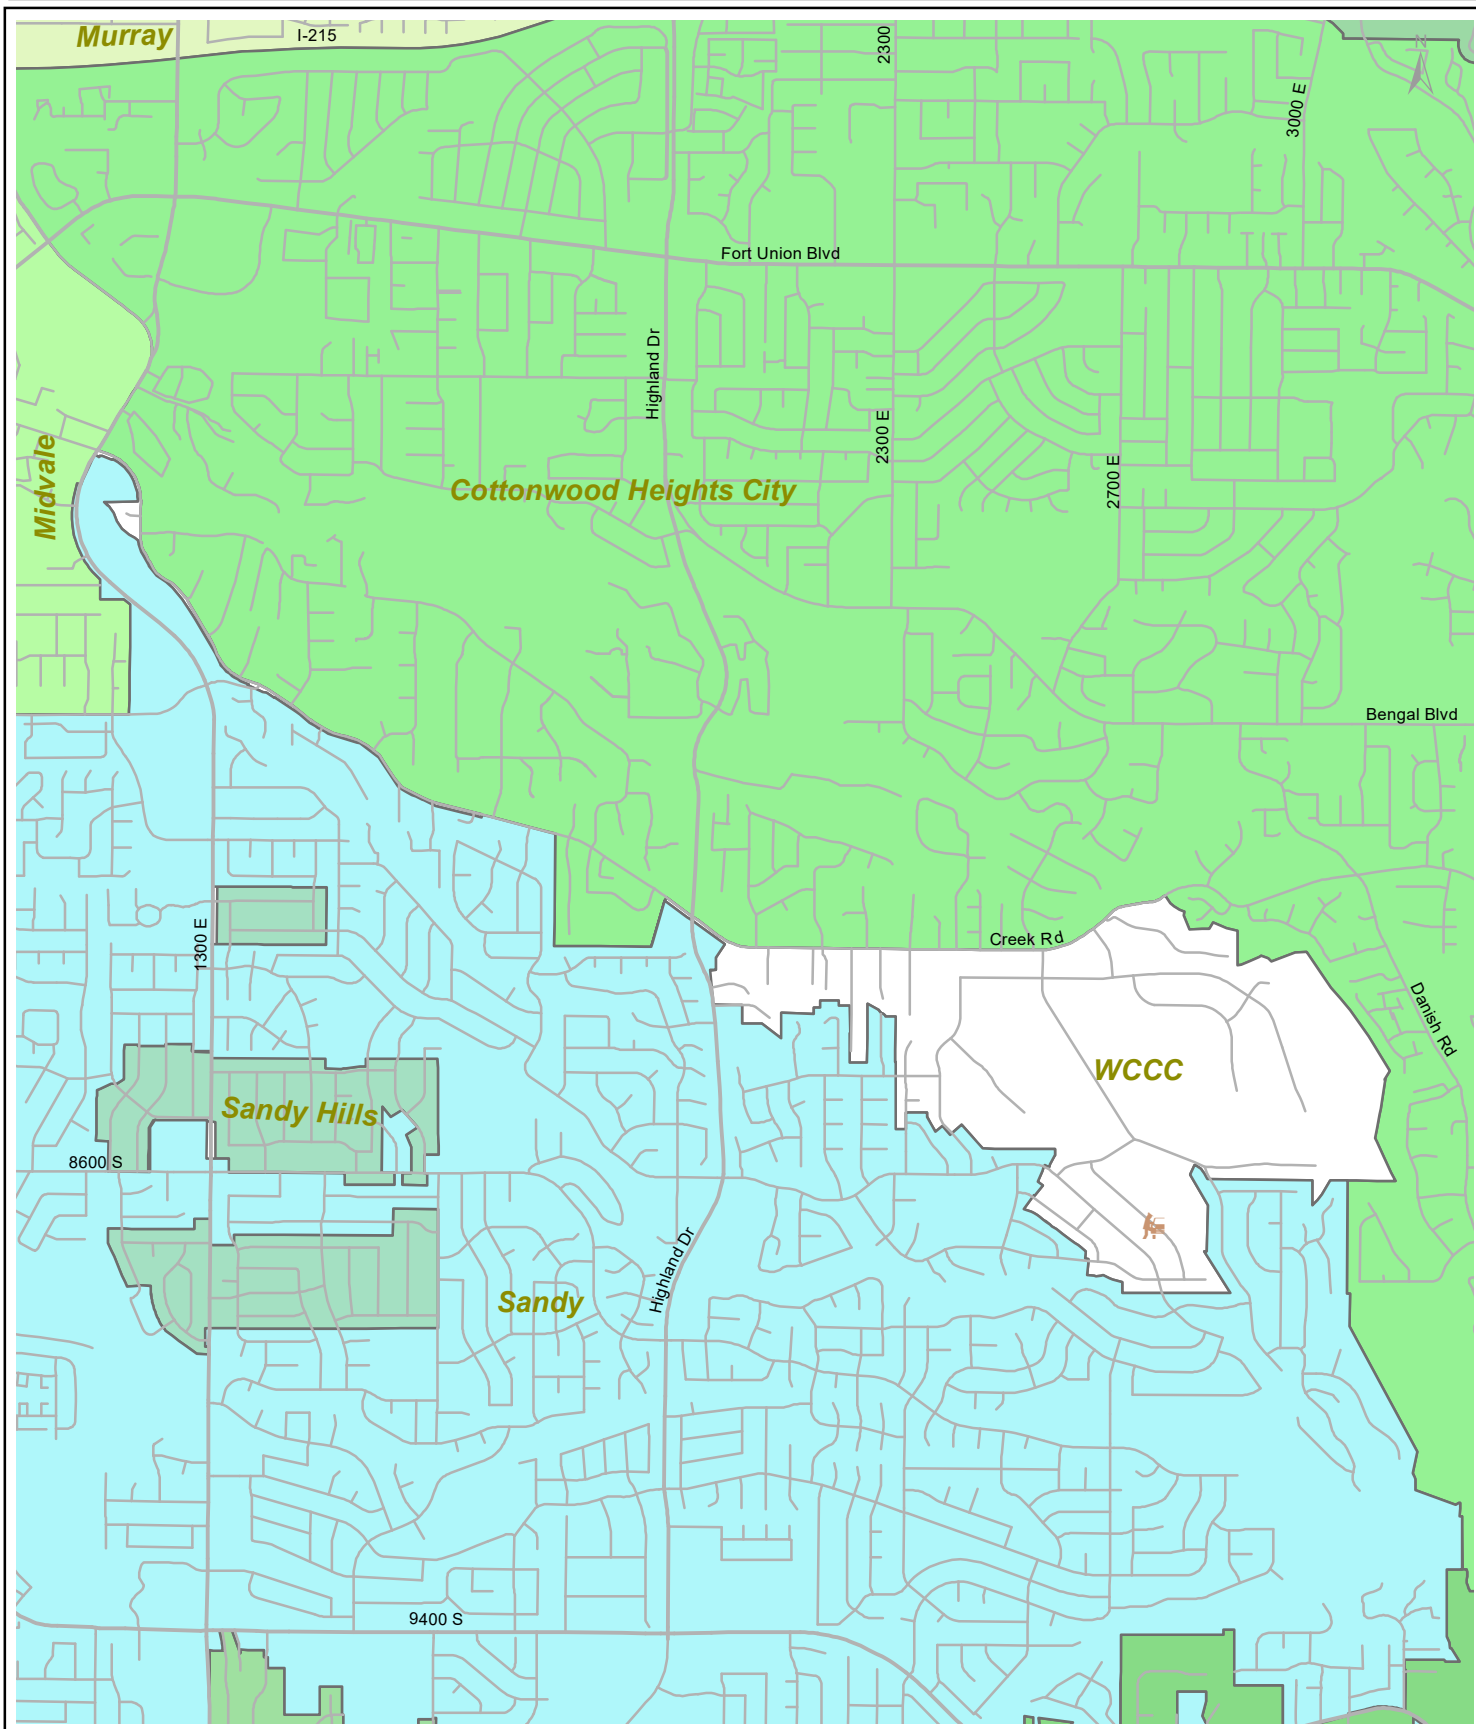 Murray
I-215
2300
N
3000 E
Fort Union Blvd
Highland Dr
2300 E
Midvale
2700 E
Cottonwood Heights City
Bengal Blvd
1300 E
Creek Rd
Danish Rd
WCCC
Sandy Hills
8600 S
Highland Dr
Sandy
9400 S